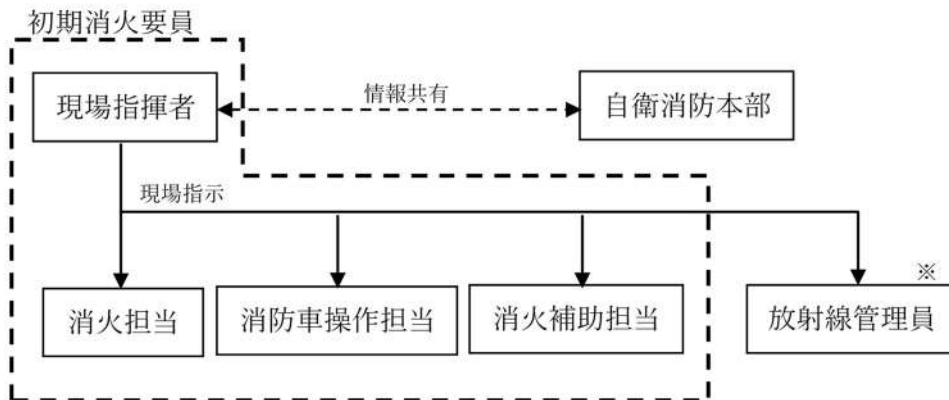 初期消火要員
現場指揮者
情報共有
自衛消防本部
現場指示
※
消火担当
消防車操作担当
消火補助担当
放射線管理員